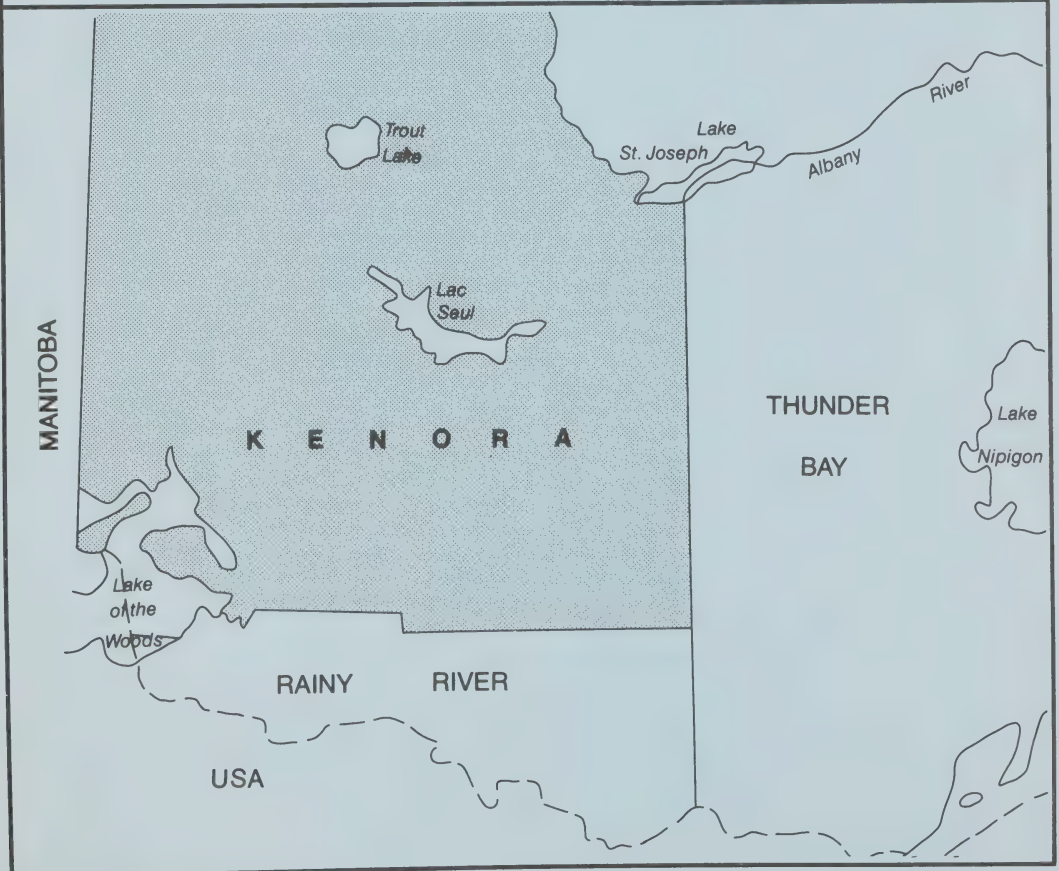 River
Lake
St. Joseph
Albany
Trout
Lake
Lac
Seul
MANITOBA
KENORA
THUNDER
BAY
Lake
Nipigon
Lake
of the
Woods
RAINY RIVER
USA